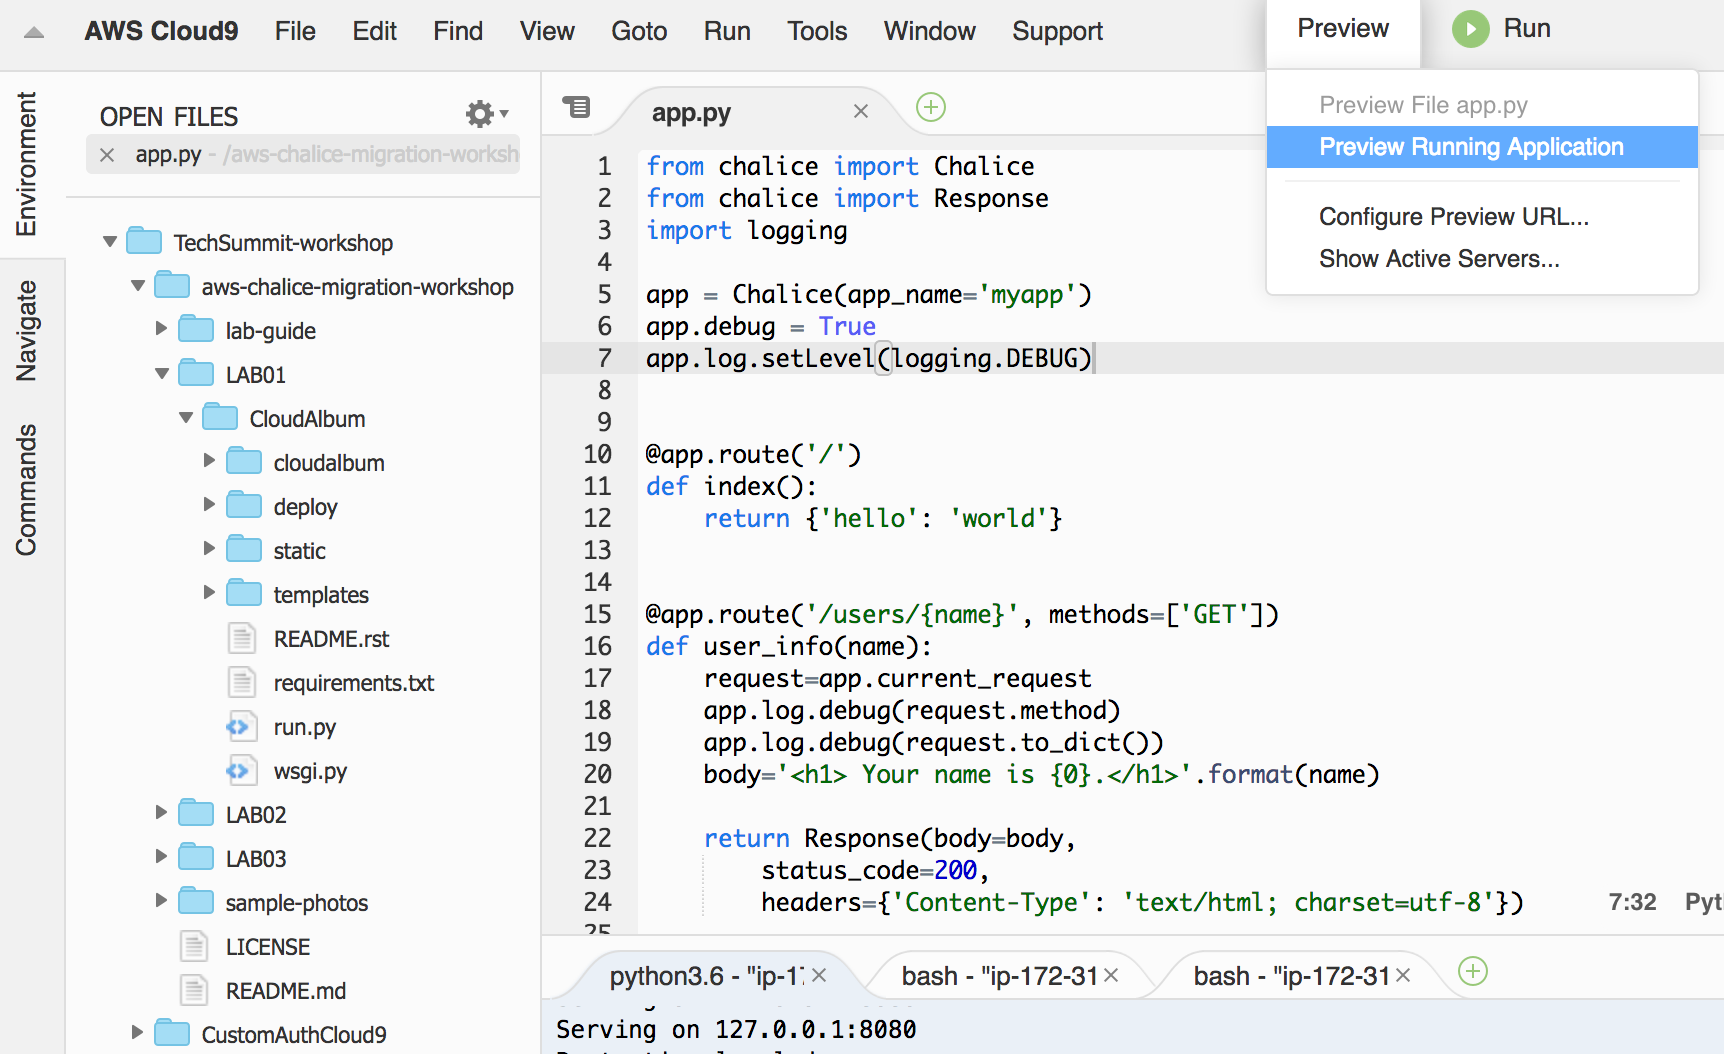 AWS Cloud9 File Edit Find View Goto Run Tools Window Support Preview Run
Preview File app.py
Preview Running Application
Configure Preview URL...
Show Active Servers...
Environment
Navigate
Commands
OPEN FILES
app.py - /aws-chalice-migration-worksh
TechSummit-workshop
aws-chalice-migration-workshop
lab-guide
LAB01
CloudAlbum
cloudalbum
deploy
static
templates
README.rst
requirements.txt
run.py
wsgi.py
LAB02
LAB03
sample-photos
LICENSE
README.md
CustomAuthCloud9
app.py
1 from chalice import Chalice
2 from chalice import Response
3 import logging
4
5 app = Chalice(app_name='myapp')
6 app.debug = True
7 app.log.setLevel(logging.DEBUG)
8
9
10 @app.route('/')
11 def index():
12 return {'hello': 'world'}
13
14
15 @app.route('/users/{name}', methods=['GET'])
16 def user_info(name):
17 request=app.current_request
18 app.log.debug(request.method)
19 app.log.debug(request.to_dict())
20 body='<h1> Your name is {0}.</h1>'.format(name)
21
22 return Response(body=body,
23 status_code=200,
24 headers={'Content-Type': 'text/html; charset=utf-8'})
25
7:32 Pyt
python3.6 - "ip-17 bash - "ip-172-31 bash - "ip-172-31
Serving on 127.0.0.1:8080